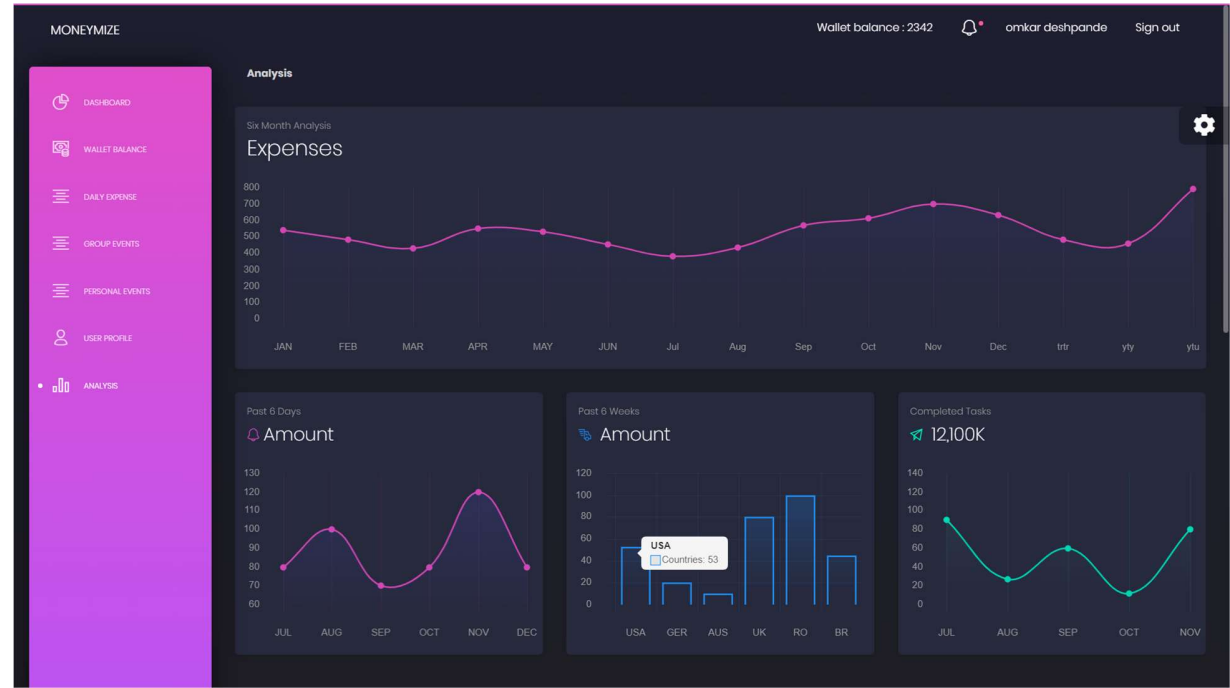 MONEYMIZE
Wallet balance : 2342
omkar deshpande
Sign out
DASHBOARD
WALLET BALANCE
DAILY EXPENSE
GROUP EVENTS
PERSONAL EVENTS
USER PROFILE
ANALYSIS
Analysis
Six Month Analysis
Expenses
800
700
600
500
400
300
200
100
0
JAN FEB MAR APR MAY JUN Jul Aug Sep Oct Nov Dec trtr yty ytu
Past 6 Days
Amount
130
120
110
100
90
80
70
60
JUL AUG SEP OCT NOV DEC
Past 6 Weeks
Amount
120
100
80
60
40
20
0
USA
Countries: 53
USA GER AUS UK RO BR
Completed Tasks
12,100K
140
120
100
80
60
40
20
0
JUL AUG SEP OCT NOV